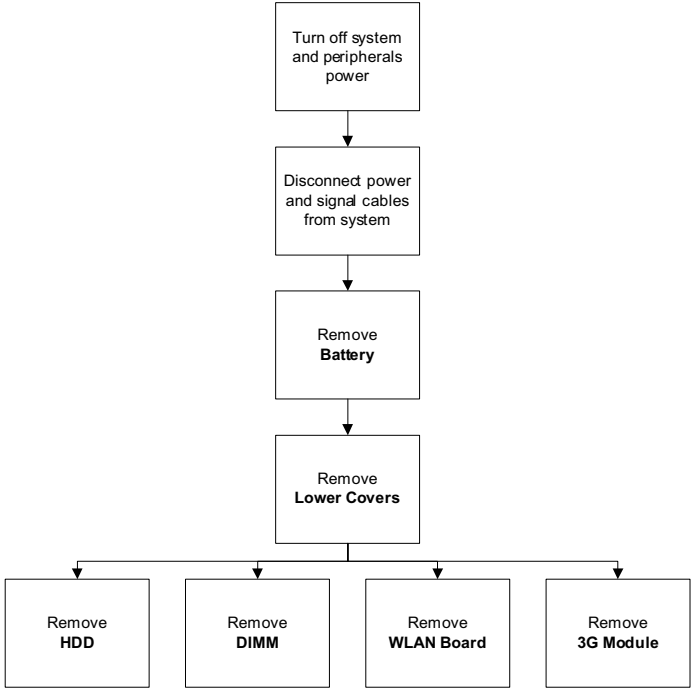 Turn off system
and peripherals
power
Disconnect power
and signal cables
from system
Remove
Battery
Remove
Lower Covers
Remove
HDD
Remove
DIMM
Remove
WLAN Board
Remove
3G Module